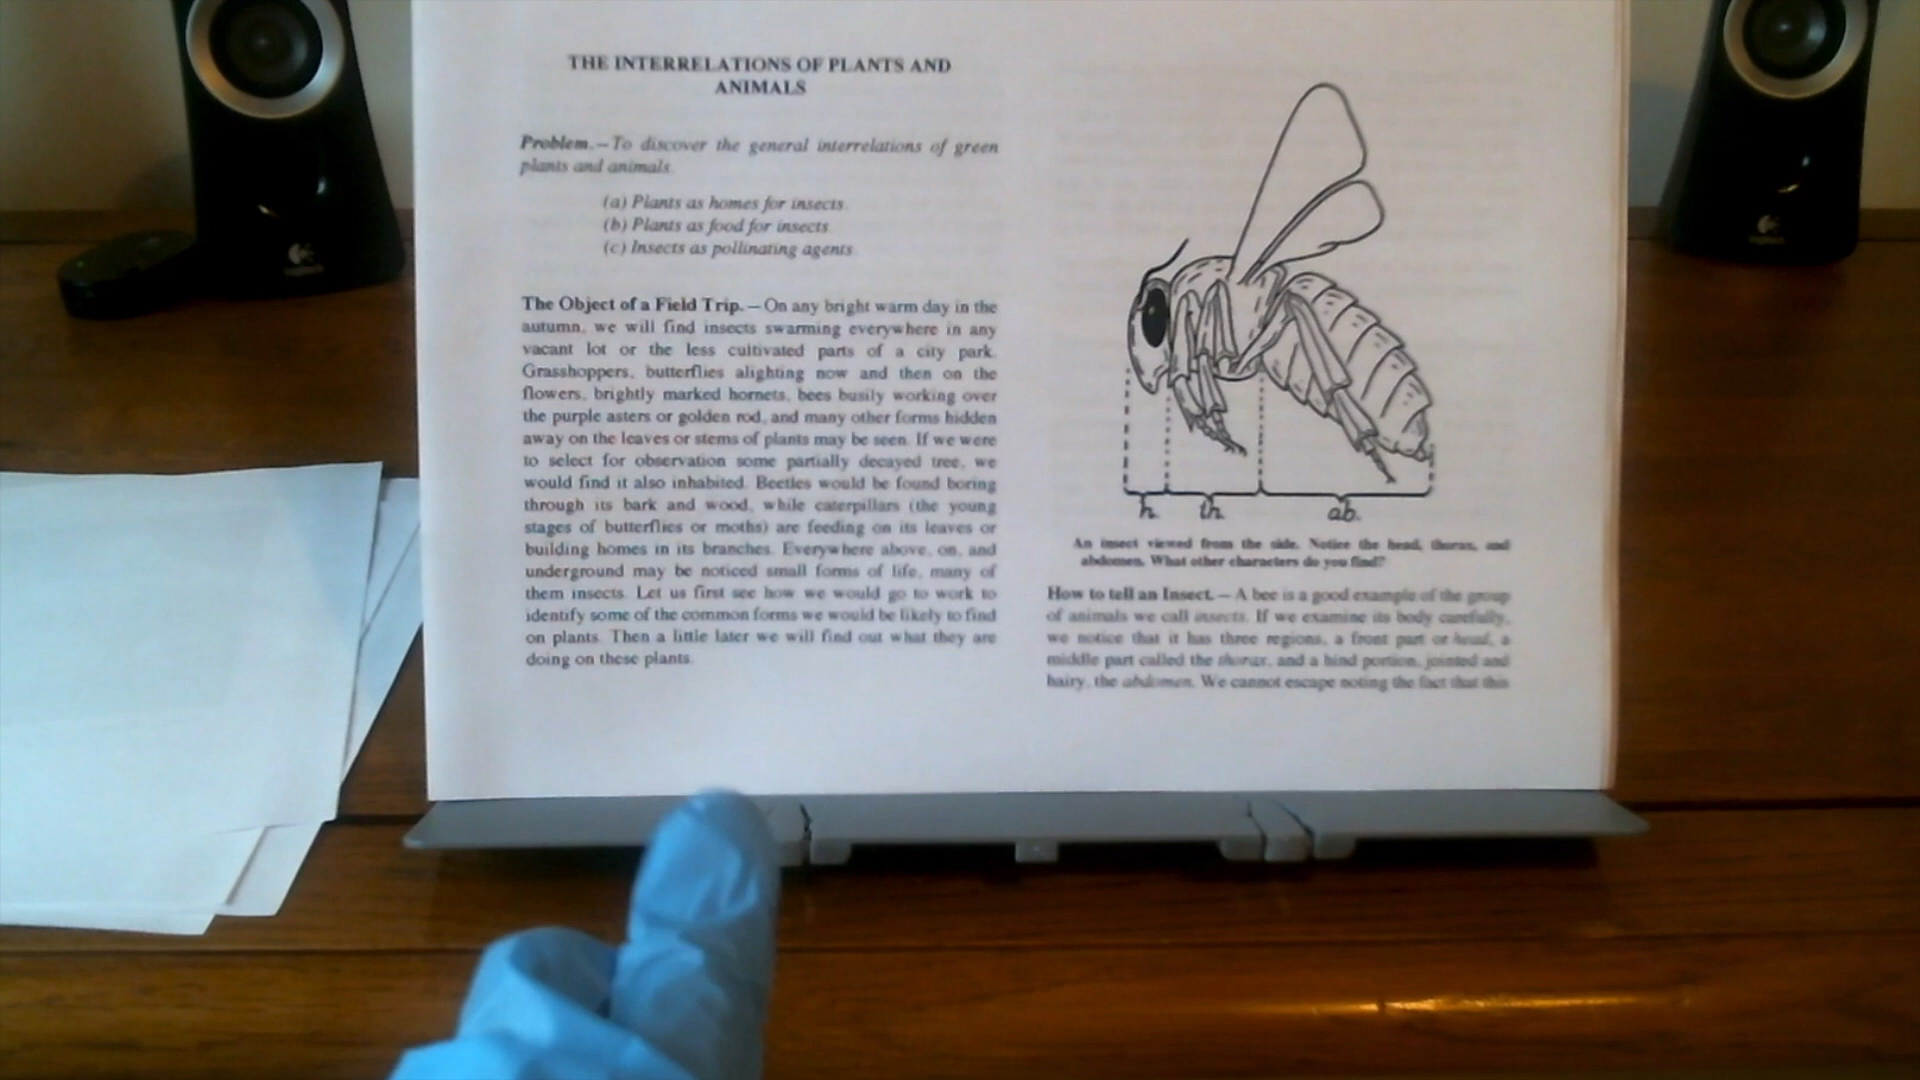 THE INTERRELATIONS OF PLANTS AND
ANIMALS
Problem.—To discover the general interrelations of green
plants and animals.
(a) Plants as homes for insects.
(b) Plants as food for insects.
(c) Insects as pollinating agents.
The Object of a Field Trip. — On any bright warm day in the
autumn, we will find insects swarming everywhere in any
vacant lot or the less cultivated parts of a city park.
Grasshoppers, butterflies alighting now and then on the
flowers, brightly marked hornets, bees busily working over
the purple asters or golden rod, and many other forms hidden
away on the leaves or stems of plants may be seen. If we were
to select for observation some partially decayed tree, we
would find it also inhabited. Beetles would be found boring
through its bark and wood, while caterpillars (the young
stages of butterflies or moths) are feeding on its leaves or
building homes in its branches. Everywhere above, on, and
underground may be noticed small forms of life, many of
them insects. Let us first see how we would go to work to
identify some of the common forms we would be likely to find
on plants. Then a little later we will find out what they are
doing on these plants.
h. th. ab.
An insect viewed from the side. Notice the head, thorax, and
abdomen. What other characters do you find?
How to tell an Insect. — A bee is a good example of the group
of animals we call insects. If we examine its body carefully,
we notice that it has three regions, a front part or head, a
middle part called the thorax, and a hind portion, jointed and
hairy, the abdomen. We cannot escape noting the fact that this